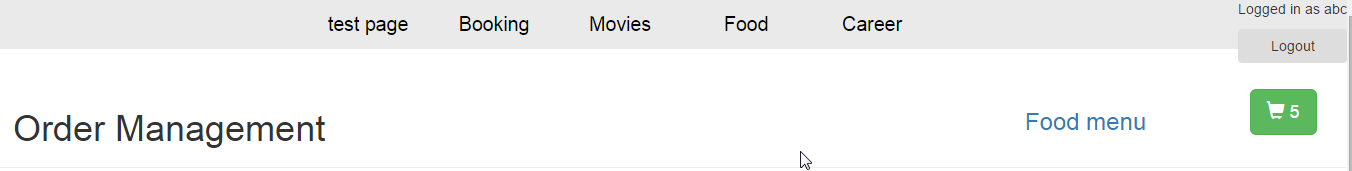 test page Booking Movies Food Career
Logged in as abc
Logout
Order Management
Food menu
5